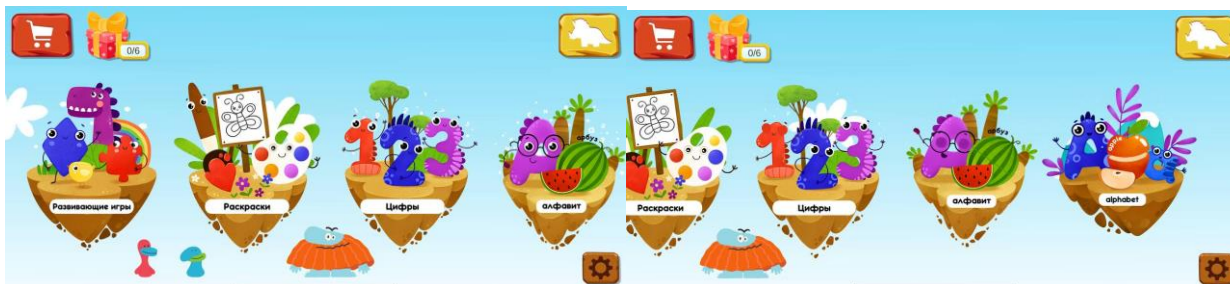 0/6
арбуз
Развивающие игры
Раскраски
Цифры
алфавит
0/6
арбуз
Раскраски
Цифры
алфавит
alphabet